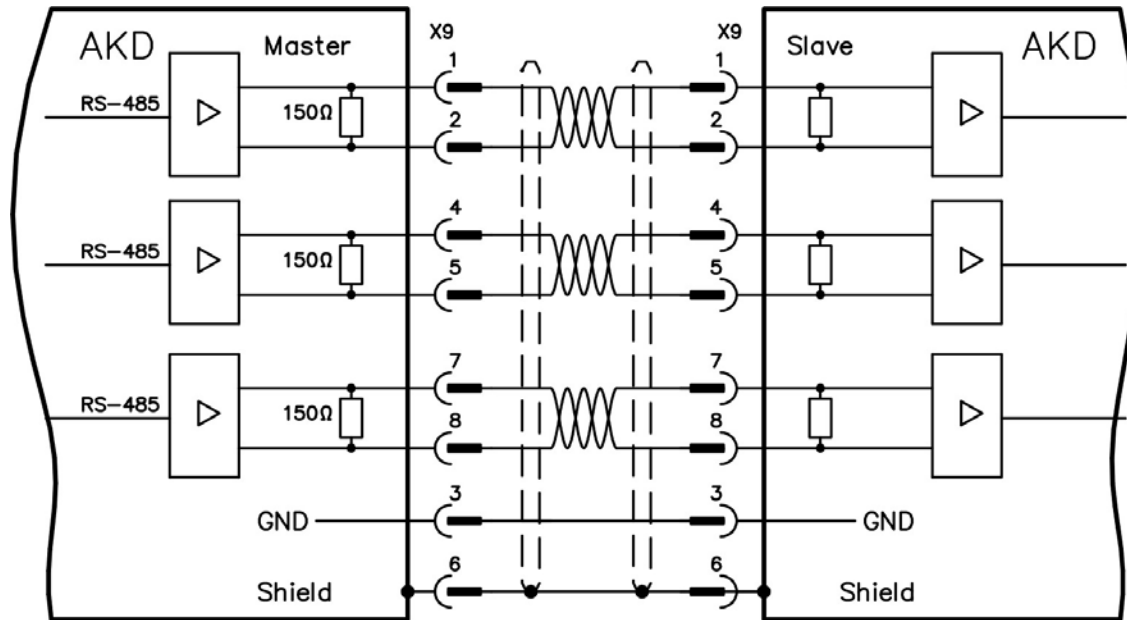 AKD Master X9 X9 Slave AKD
1 1
RS-485 150Ω
2 2
4 4
RS-485 150Ω
5 5
7 7
RS-485 150Ω
8 8
3 3
GND GND
6 6
Shield Shield